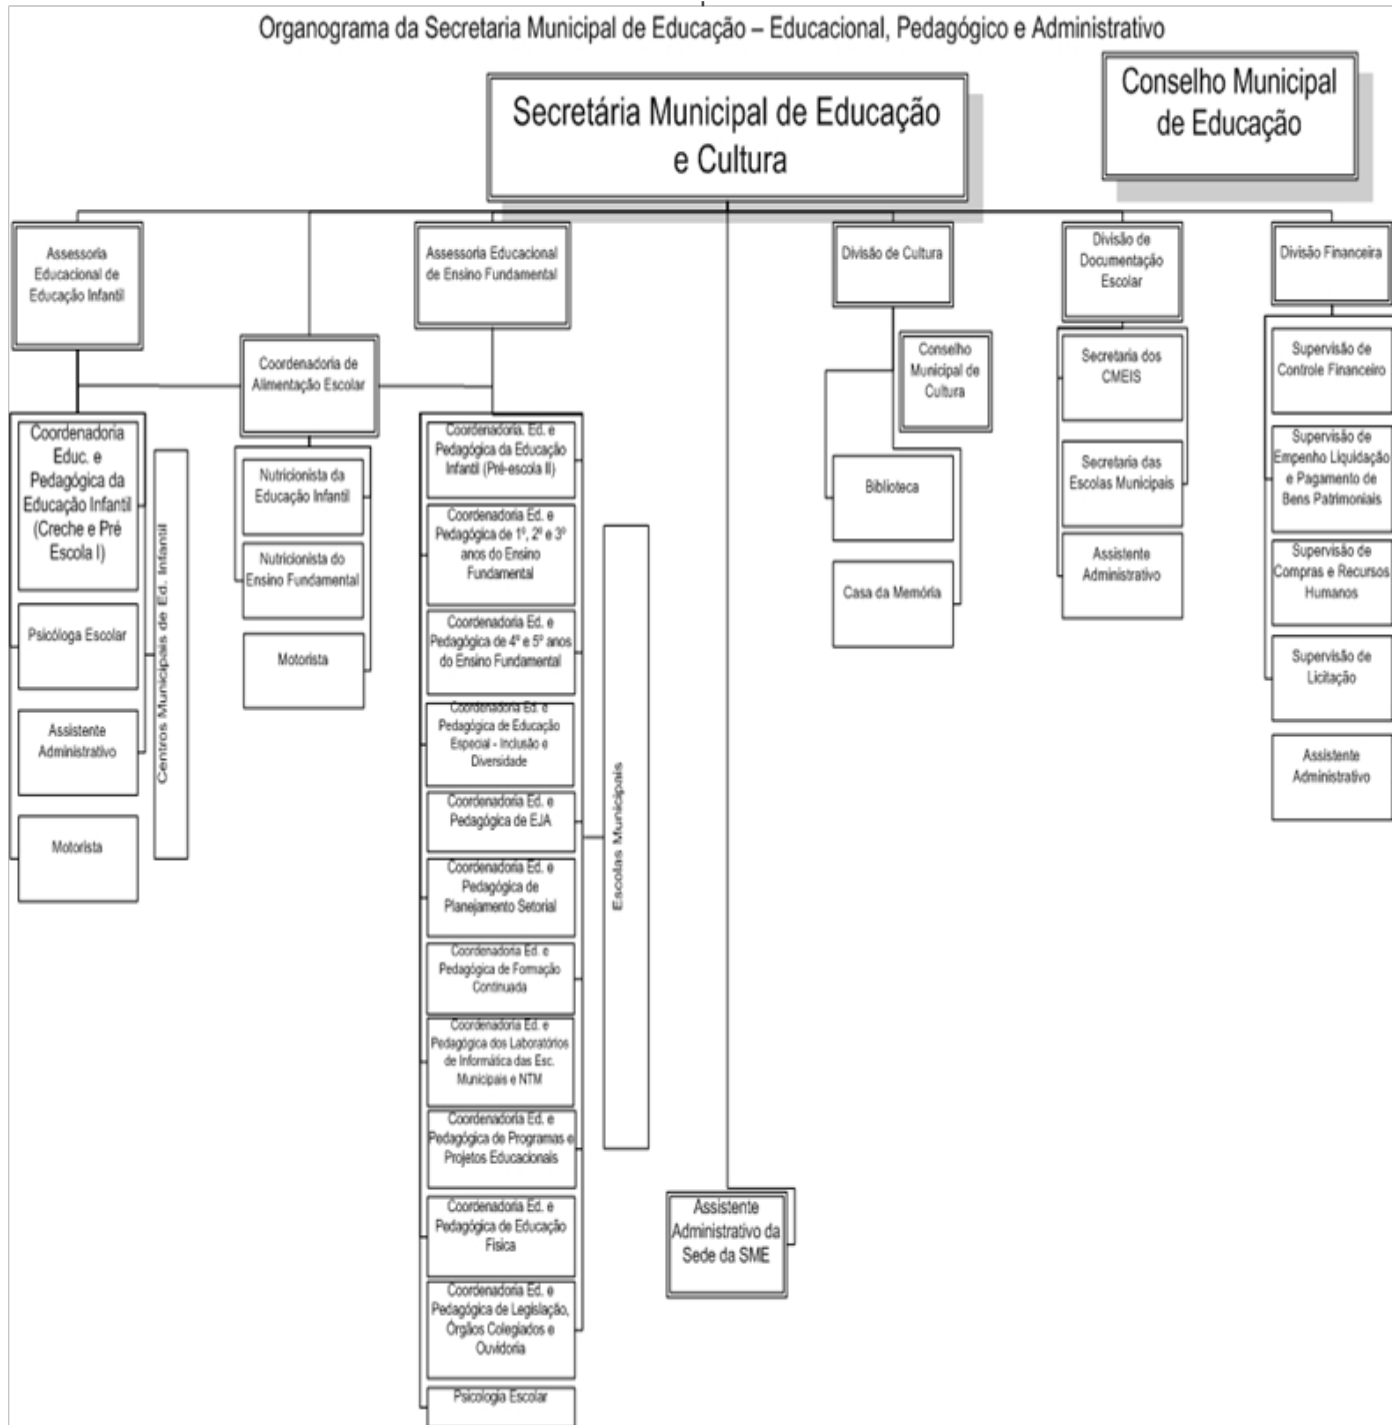 Organograma da Secretaria Municipal de Educação – Educacional, Pedagógico e Administrativo
Secretária Municipal de Educação
e Cultura
Conselho Municipal
de Educação
Assessoria
Educacional de
Educação Infantil
Assessoria Educacional
de Ensino Fundamental
Divisão de Cultura
Divisão de
Documentação
Escolar
Divisão Financeira
Coordenadoria de
Alimentação Escolar
Conselho
Municipal de
Cultura
Coordenadoria
Educ. e
Pedagógica da
Educação Infantil
(Creche e Pré
Escola I)
Psicóloga Escolar
Assistente
Administrativo
Motorista
Centros Municipais de Ed. Infantil
Nutricionista da
Educação Infantil
Nutricionista do
Ensino Fundamental
Motorista
Coordenadoria. Ed. e
Pedagógica da Educação
Infantil (Pré-escola II)
Coordenadoria Ed. e
Pedagógica de 1º, 2º e 3º
anos do Ensino
Fundamental
Coordenadoria Ed. e
Pedagógica de 4º e 5º anos
do Ensino Fundamental
Coordenadoria Ed. e
Pedagógica de Educação
Especial - Inclusão e
Diversidade
Coordenadoria Ed. e
Pedagógica de EJA
Coordenadoria Ed. e
Pedagógica de
Planejamento Setorial
Coordenadoria Ed. e
Pedagógica de Formação
Continuada
Coordenadoria Ed. e
Pedagógica dos Laboratórios
de Informática das Esc.
Municipais e NTM
Coordenadoria Ed. e
Pedagógica de Programas e
Projetos Educacionais
Coordenadoria Ed. e
Pedagógica de Educação
Física
Coordenadoria Ed. e
Pedagógica de Legislação,
Órgãos Colegiados e
Ouvidoria
Psicologia Escolar
Escolas Municipais
Assistente
Administrativo da
Sede da SME
Biblioteca
Casa da Memória
Secretaria dos
CMEIS
Secretaria das
Escolas Municipais
Assistente
Administrativo
Supervisão de
Controle Financeiro
Supervisão de
Empenho Liquidação
e Pagamento de
Bens Patrimoniais
Supervisão de
Compras e Recursos
Humanos
Supervisão de
Licitação
Assistente
Administrativo